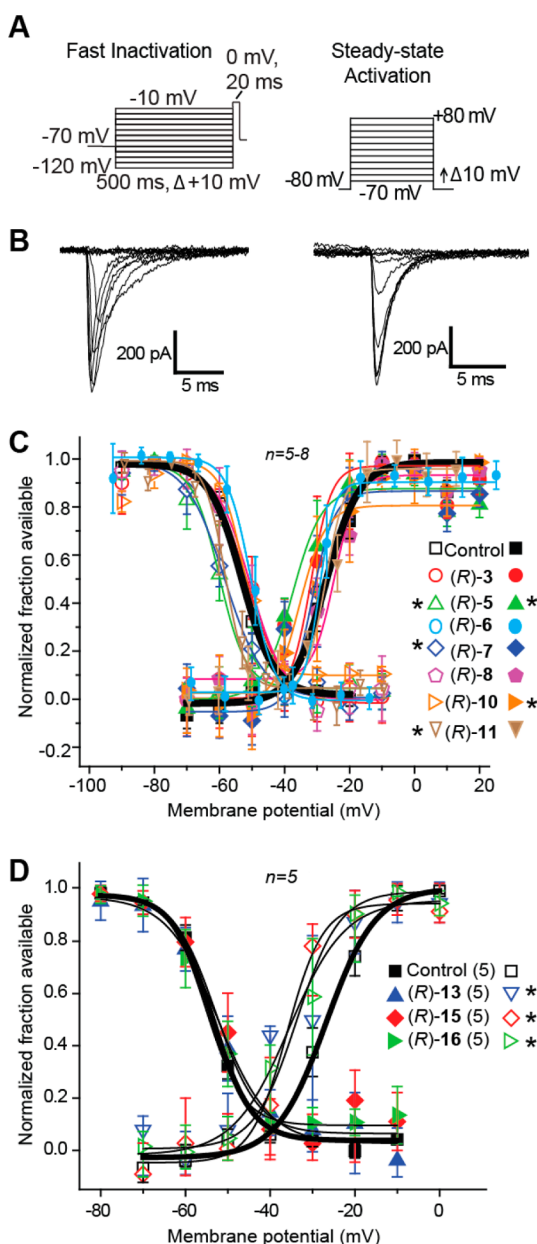 A
Fast Inactivation
0 mV,
20 ms
-10 mV
-70 mV
-120 mV
500 ms, Δ +10 mV
Steady-state
Activation
+80 mV
Δ10 mV
-80 mV
-70 mV
B
200 pA
5 ms
200 pA
5 ms
C
n=5-8
Normalized fraction available
1.0
0.8
0.6
0.4
0.2
0.0
-0.2
Control
(R)-3
* (R)-5 *
(R)-6
* (R)-7
(R)-8
(R)-10 *
* (R)-11
-100 -80 -60 -40 -20 0 20
Membrane potential (mV)
D
n=5
Normalized fraction available
1.0
0.8
0.6
0.4
0.2
0.0
Control (5)
(R)-13 (5) *
(R)-15 (5) *
(R)-16 (5) *
-80 -60 -40 -20 0
Membrane potential (mV)